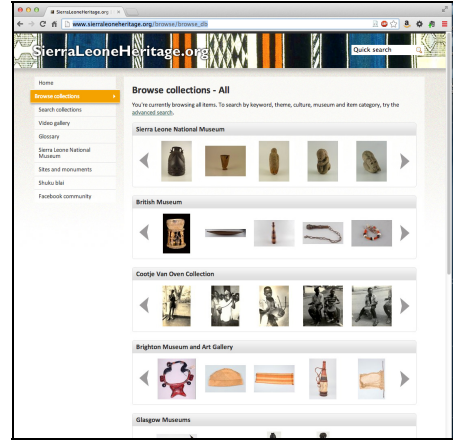 SierraLeoneHeritage.org
www.sierraleoneheritage.org/browse/browse_db
SierraLeoneHeritage.org
Quick search
Home
Browse collections
Search collections
Video gallery
Glossary
Sierra Leone National
Museum
Sites and monuments
Shuku blai
Facebook community
Browse collections - All
You're currently browsing all items. To search by keyword, theme, culture, museum and item category, try the
advanced search.
Sierra Leone National Museum
British Museum
Cootje Van Oven Collection
Brighton Museum and Art Gallery
Glasgow Museums